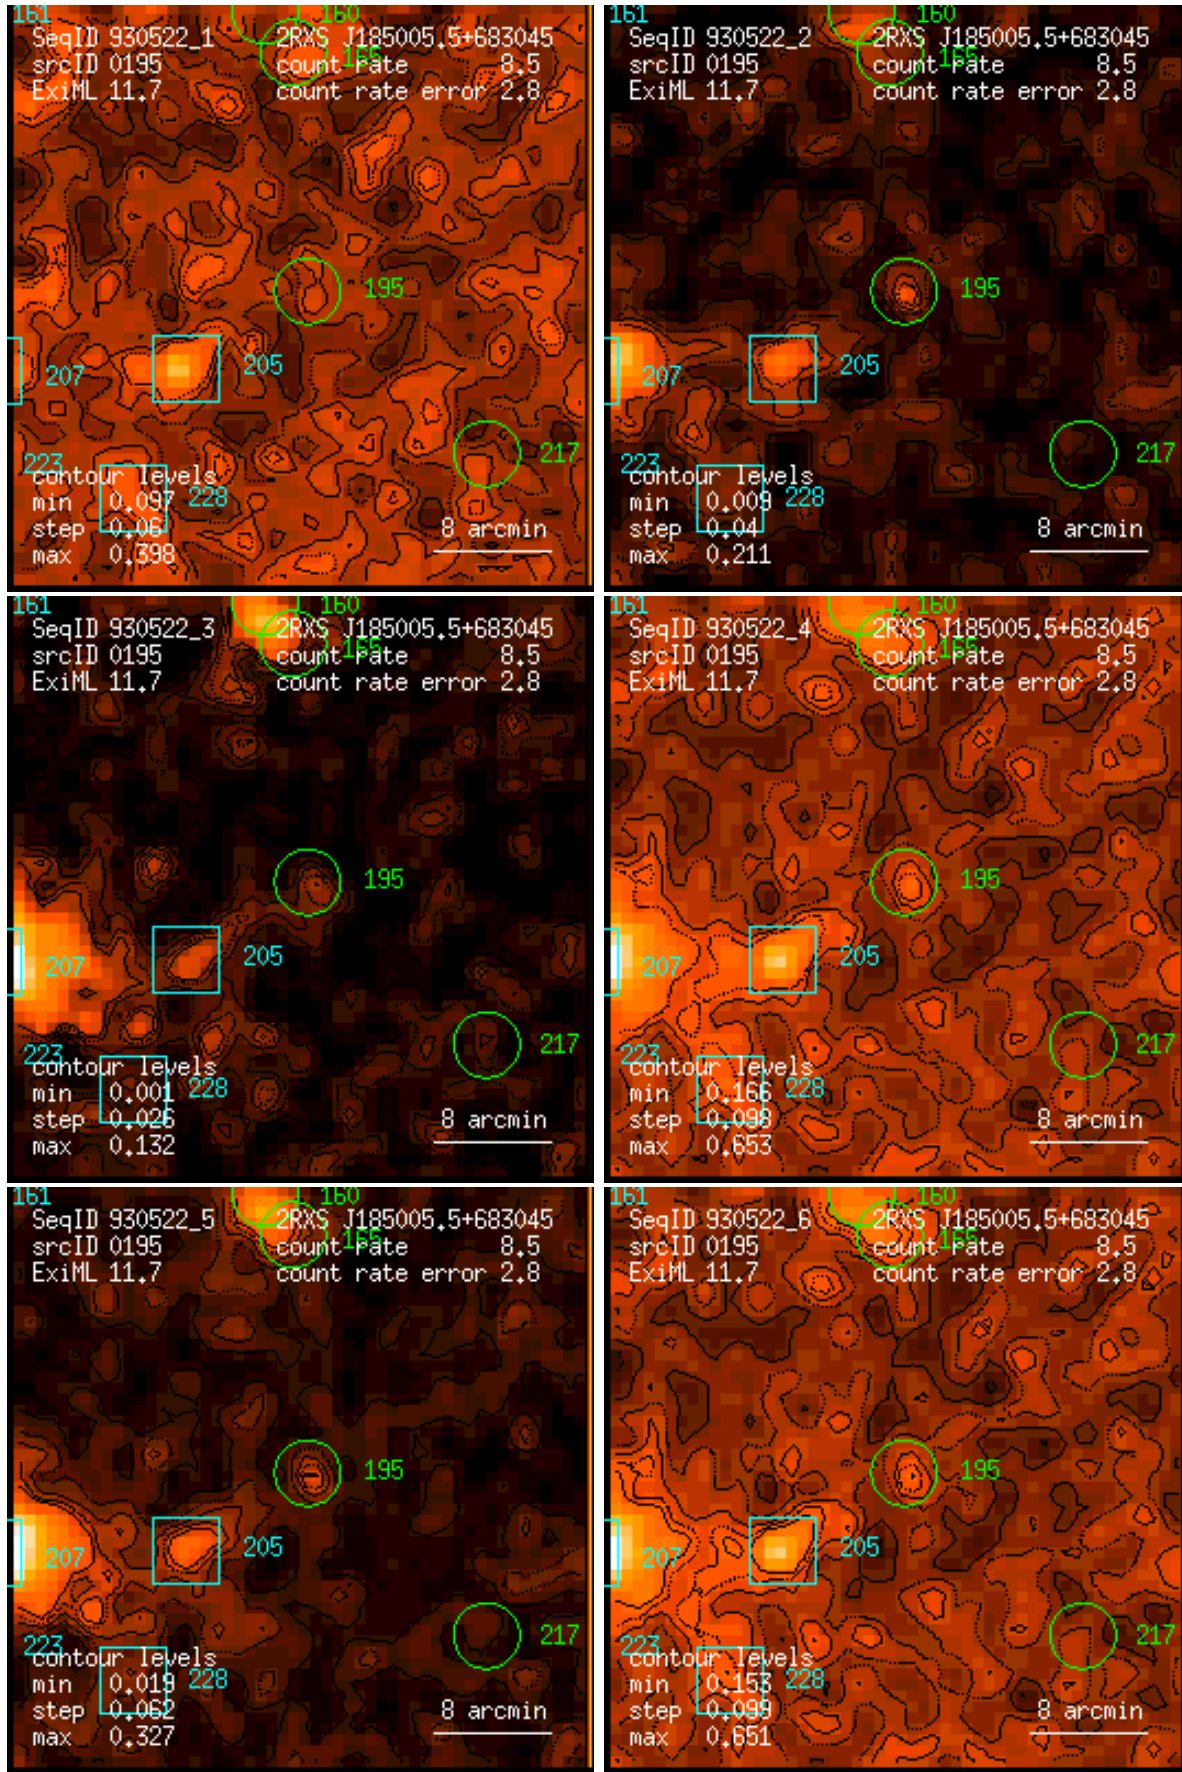 161 160
SeqID 930522_1 2RXS J185005.5+683045
srcID 0195 count rate 165 8.5
ExiML 11.7 count rate error 2.8
195
207 205
217
223
contour levels
min 0.097 228
step 0.06
max 0.398
8 arcmin
161 160
SeqID 930522_2 2RXS J185005.5+683045
srcID 0195 count rate 165 8.5
ExiML 11.7 count rate error 2.8
195
207 205
217
223
contour levels
min 0.009 228
step 0.04
max 0.211
8 arcmin
161 160
SeqID 930522_3 2RXS J185005.5+683045
srcID 0195 count rate 165 8.5
ExiML 11.7 count rate error 2.8
195
207 205
217
223
contour levels
min 0.001 228
step 0.026
max 0.132
8 arcmin
161 160
SeqID 930522_4 2RXS J185005.5+683045
srcID 0195 count rate 165 8.5
ExiML 11.7 count rate error 2.8
195
207 205
217
223
contour levels
min 0.166 228
step 0.098
max 0.653
8 arcmin
161 160
SeqID 930522_5 2RXS J185005.5+683045
srcID 0195 count rate 165 8.5
ExiML 11.7 count rate error 2.8
195
207 205
217
223
contour levels
min 0.019 228
step 0.062
max 0.327
8 arcmin
161 160
SeqID 930522_6 2RXS J185005.5+683045
srcID 0195 count rate 165 8.5
ExiML 11.7 count rate error 2.8
195
207 205
217
223
contour levels
min 0.153 228
step 0.099
max 0.651
8 arcmin